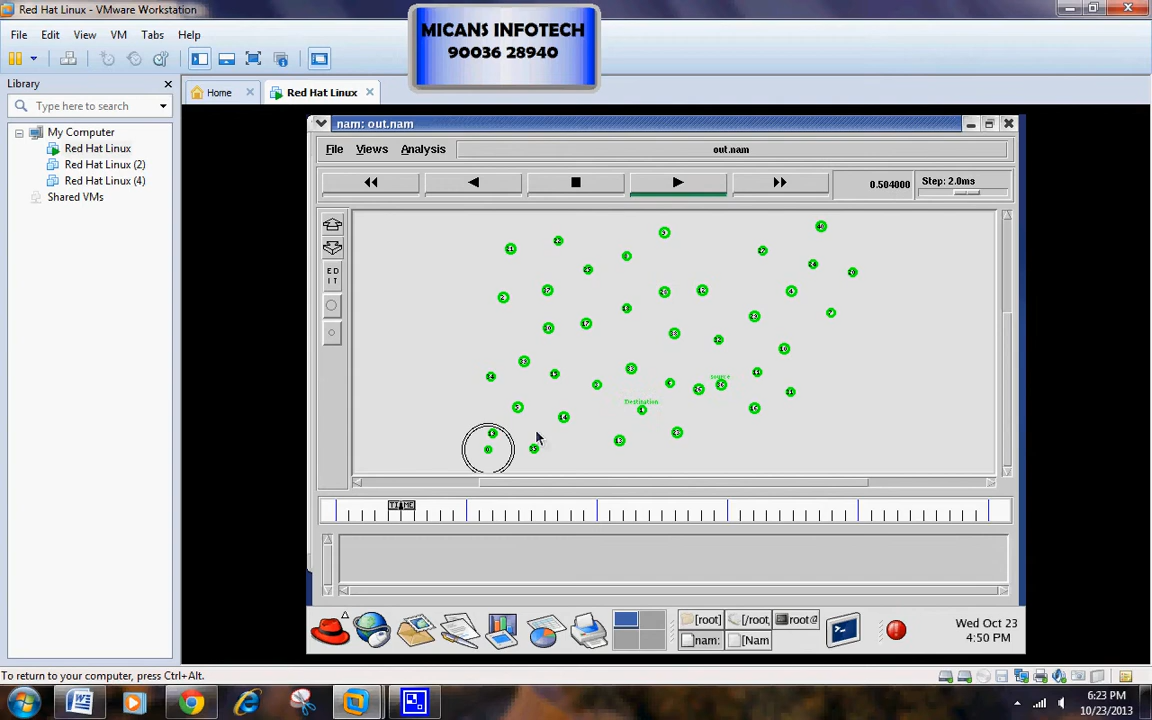 Red Hat Linux - VMware Workstation
File Edit View VM Tabs Help
MICANS INFOTECH
90036 28940
Library
Type here to search
My Computer
Red Hat Linux
Red Hat Linux (2)
Red Hat Linux (4)
Shared VMs
Home
Red Hat Linux
nam: out.nam
File Views Analysis
out.nam
0.504000
Step: 2.0ms
ED
IT
Source
Destination
TIME
[root]
[/root,
root@
nam:
[Nam
Wed Oct 23
4:50 PM
To return to your computer, press Ctrl+Alt.
6:23 PM
10/23/2013